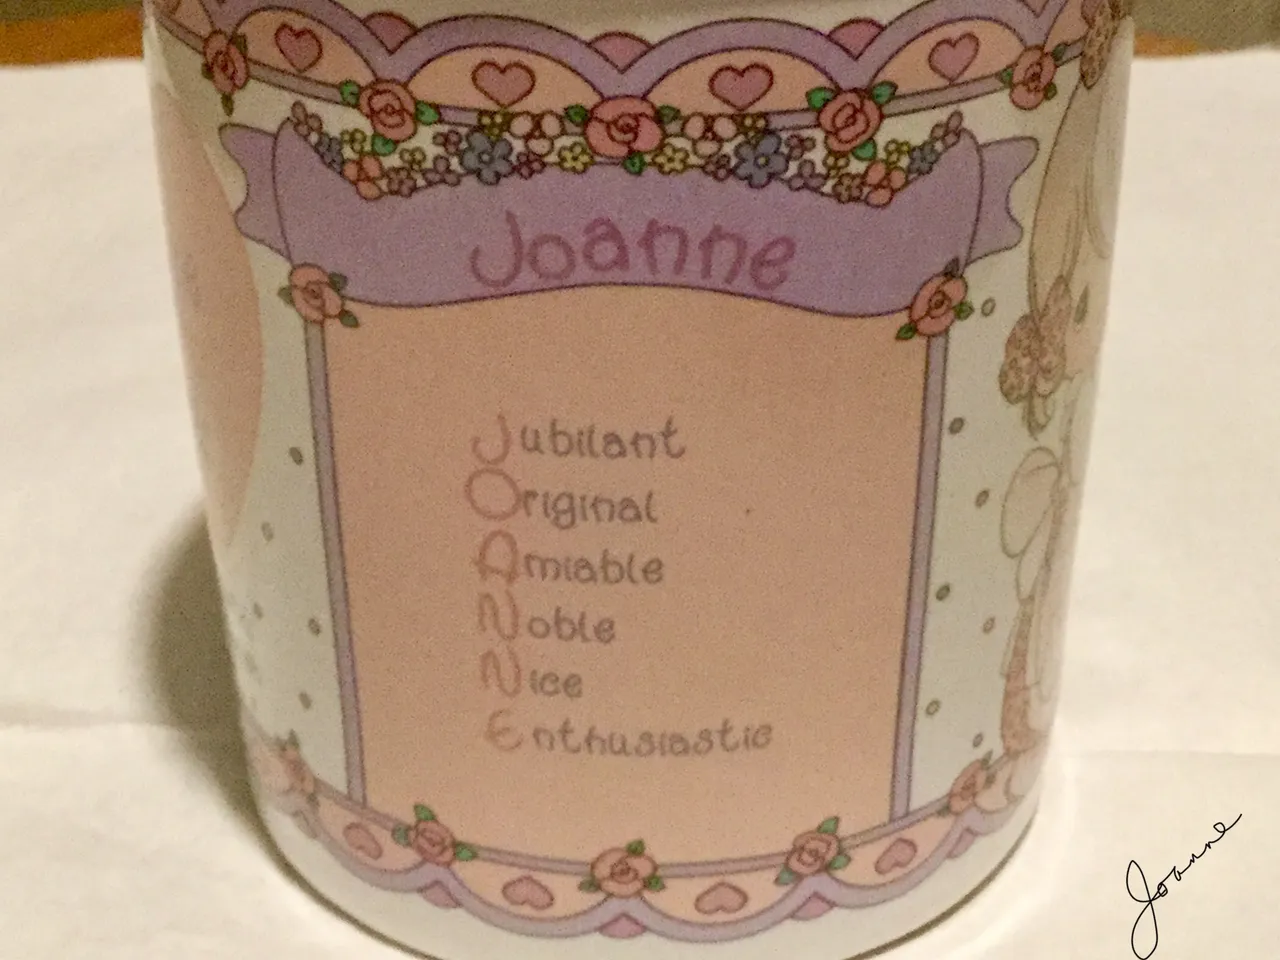 Joanne
Jubilant
Original
Amiable
Noble
Nice
Enthusiastic
Joanne